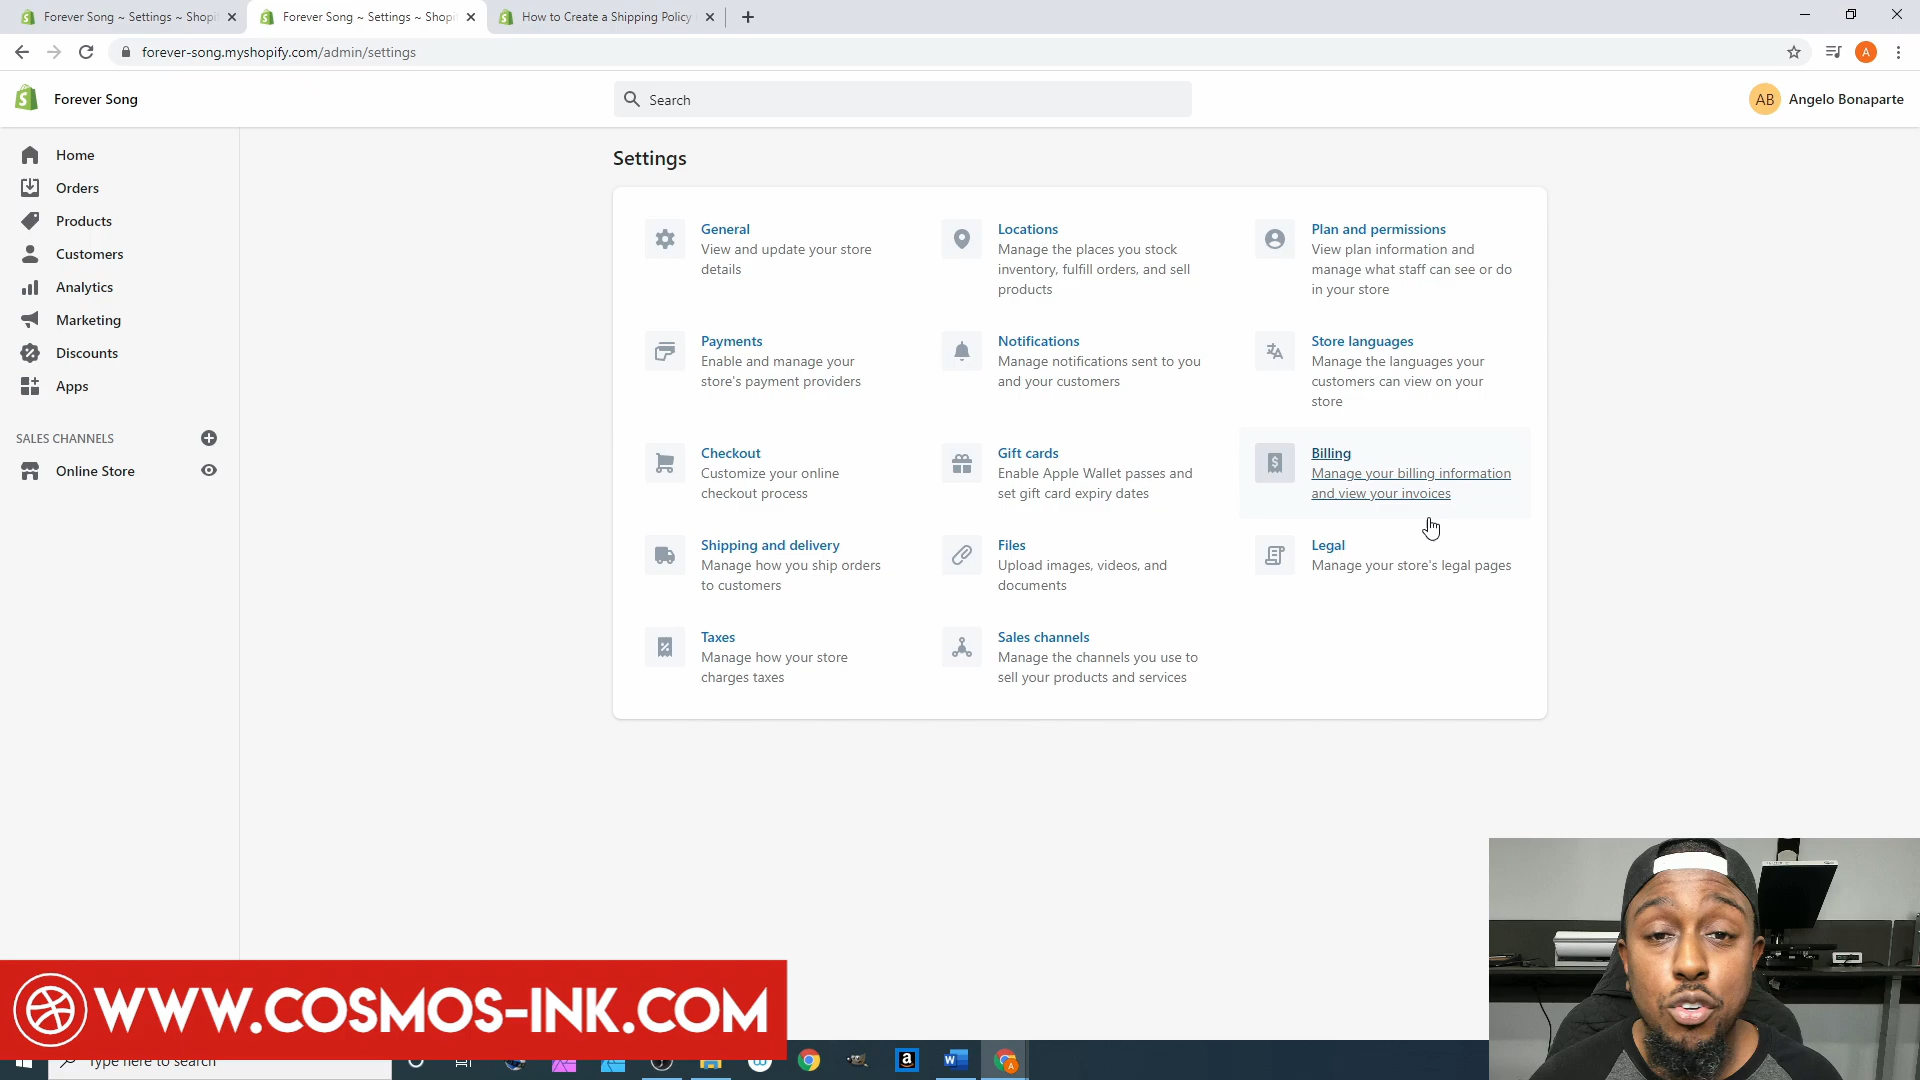 Forever Song ~ Settings ~ Shopi
Forever Song ~ Settings ~ Shopi
How to Create a Shipping Policy
forever-song.myshopify.com/admin/settings
A
Forever Song
Search
AB
Angelo Bonaparte
Home
Orders
Products
Customers
Analytics
Marketing
Discounts
Apps
SALES CHANNELS
Online Store
Settings
General
View and update your store
details
Locations
Manage the places you stock
inventory, fulfill orders, and sell
products
Plan and permissions
View plan information and
manage what staff can see or do
in your store
Payments
Enable and manage your
store's payment providers
Notifications
Manage notifications sent to you
and your customers
Store languages
Manage the languages your
customers can view on your
store
Checkout
Customize your online
checkout process
Gift cards
Enable Apple Wallet passes and
set gift card expiry dates
Billing
Manage your billing information
and view your invoices
Shipping and delivery
Manage how you ship orders
to customers
Files
Upload images, videos, and
documents
Legal
Manage your store's legal pages
Taxes
Manage how your store
charges taxes
Sales channels
Manage the channels you use to
sell your products and services
WWW.COSMOS-INK.COM
Type here to search